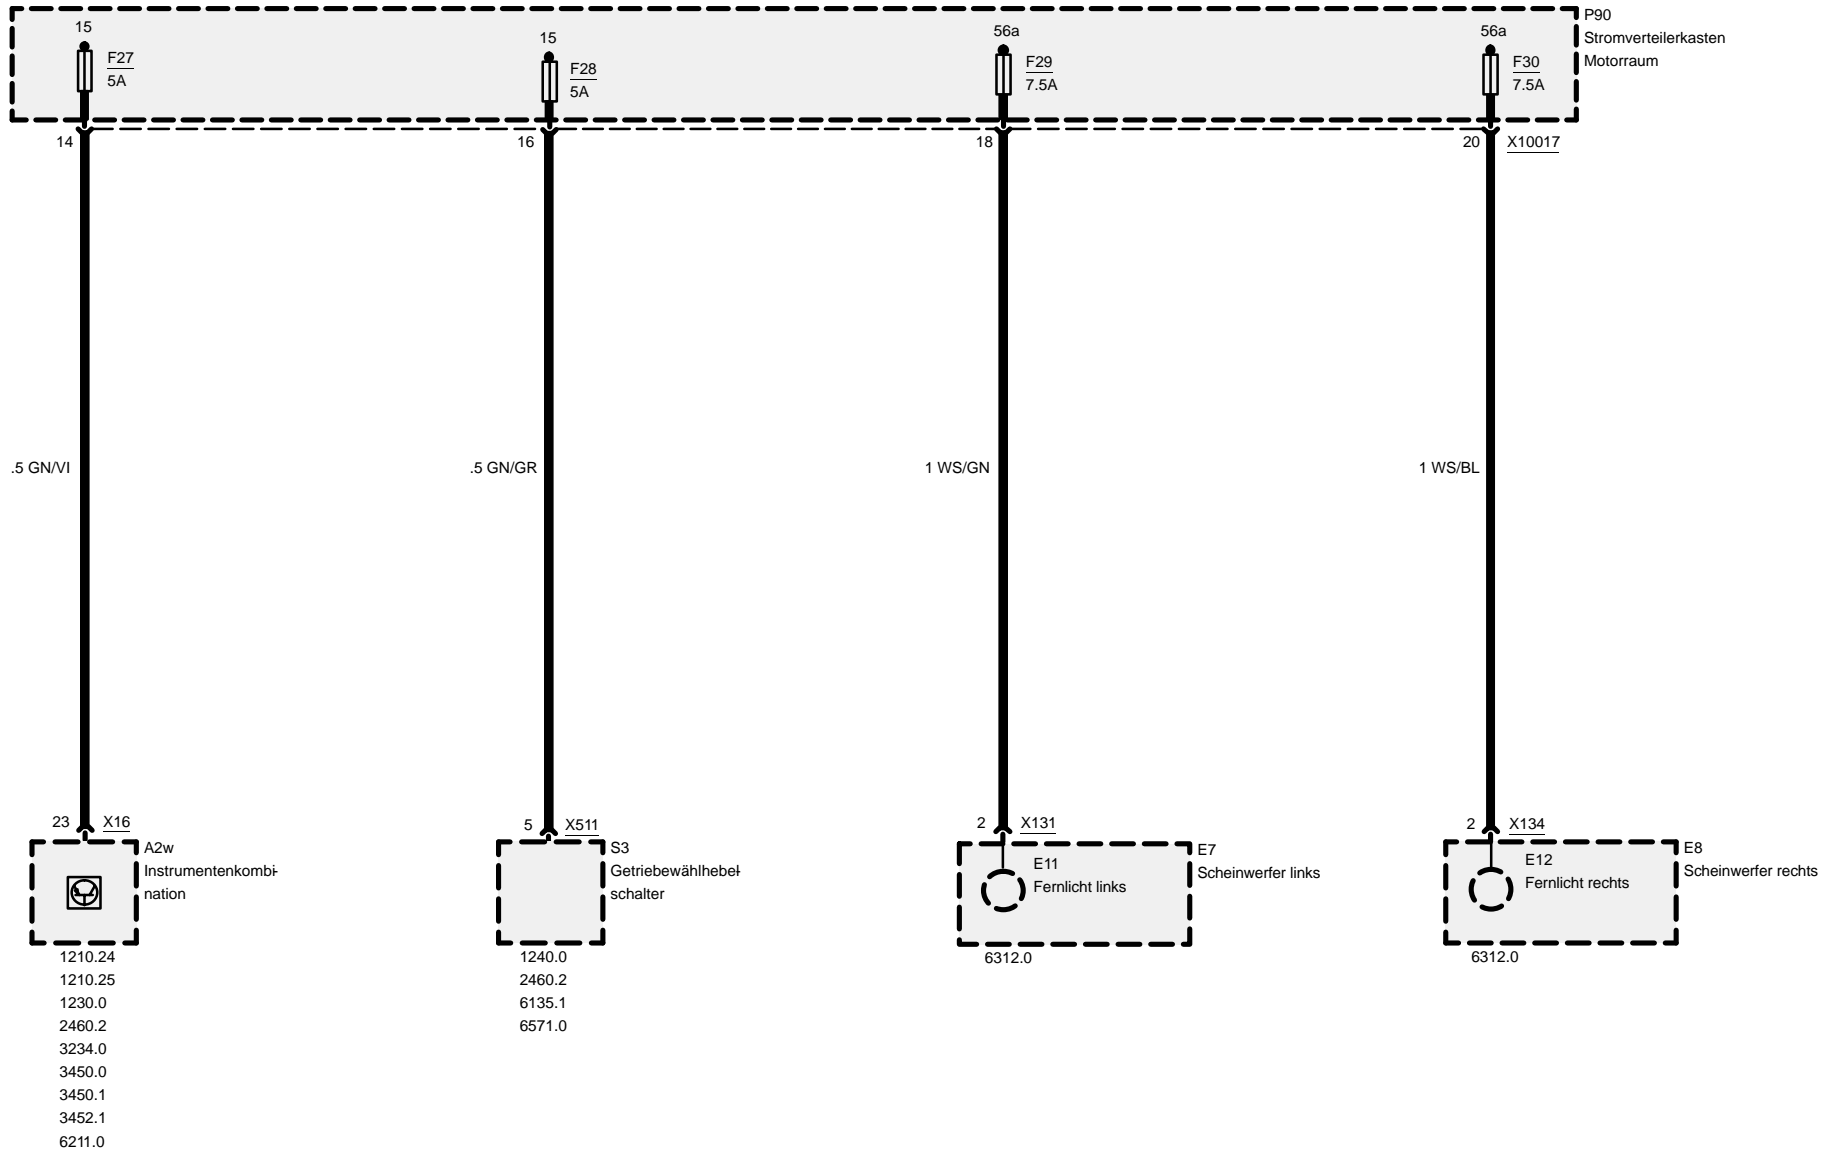 15
F27
5A
15
F28
5A
56a
F29
7.5A
56a
F30
7.5A
P90
Stromverteilerkasten
Motorraum
14
16
18
20
X10017
.5 GN/VI
.5 GN/GR
1 WS/GN
1 WS/BL
23
X16
A2w
Instrumentenkombi-
nation
1210.24
1210.25
1230.0
2460.2
3234.0
3450.0
3450.1
3452.1
6211.0
5
X511
S3
Getriebewählhebel-
schalter
1240.0
2460.2
6135.1
6571.0
2
X131
E7
Scheinwerfer links
E11
Fernlicht links
6312.0
2
X134
E8
Scheinwerfer rechts
E12
Fernlicht rechts
6312.0